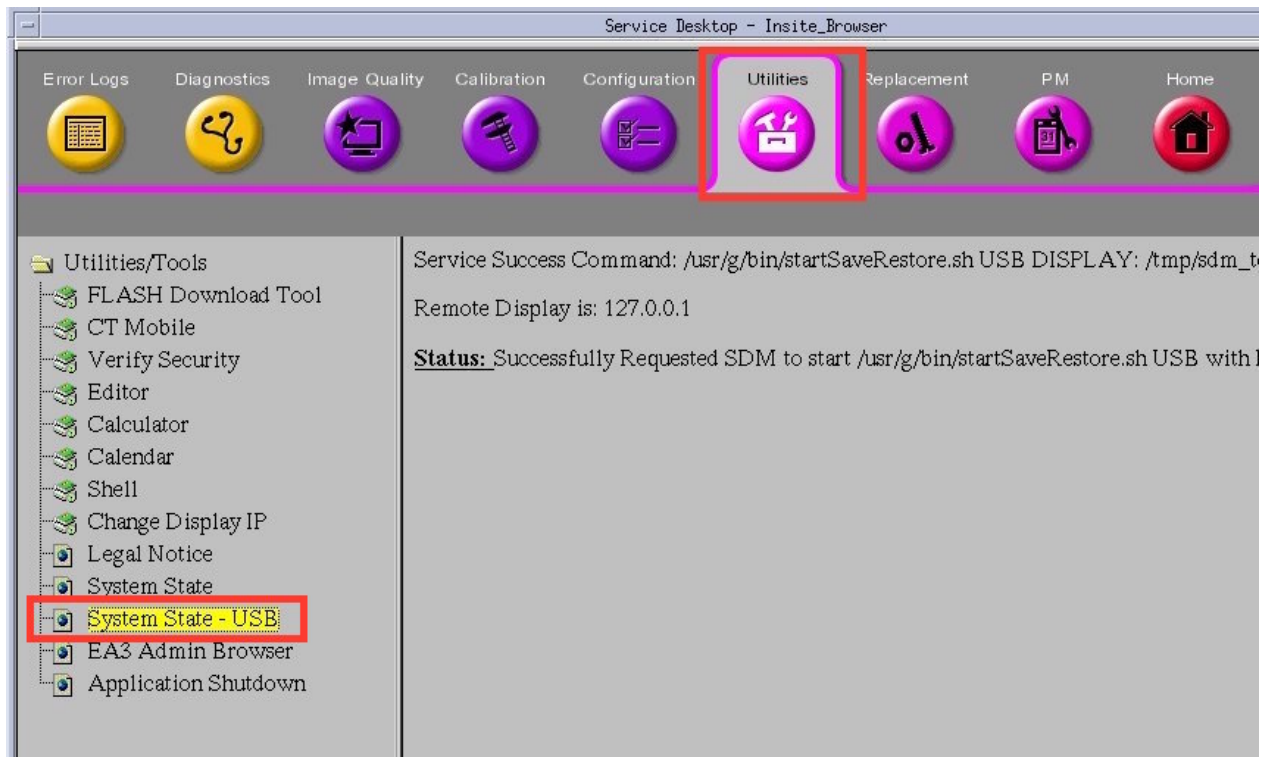 Service Desktop - Insite_Browser
Error Logs Diagnostics Image Quality Calibration Configuration Utilities Replacement PM Home
31
Utilities/Tools
FLASH Download Tool
CT Mobile
Verify Security
Editor
Calculator
Calendar
Shell
Change Display IP
Legal Notice
System State
System State - USB
EA3 Admin Browser
Application Shutdown
Service Success Command: /usr/g/bin/startSaveRestore.sh USB DISPLAY: /tmp/sdm_t
Remote Display is: 127.0.0.1
Status: Successfully Requested SDM to start /usr/g/bin/startSaveRestore.sh USB with